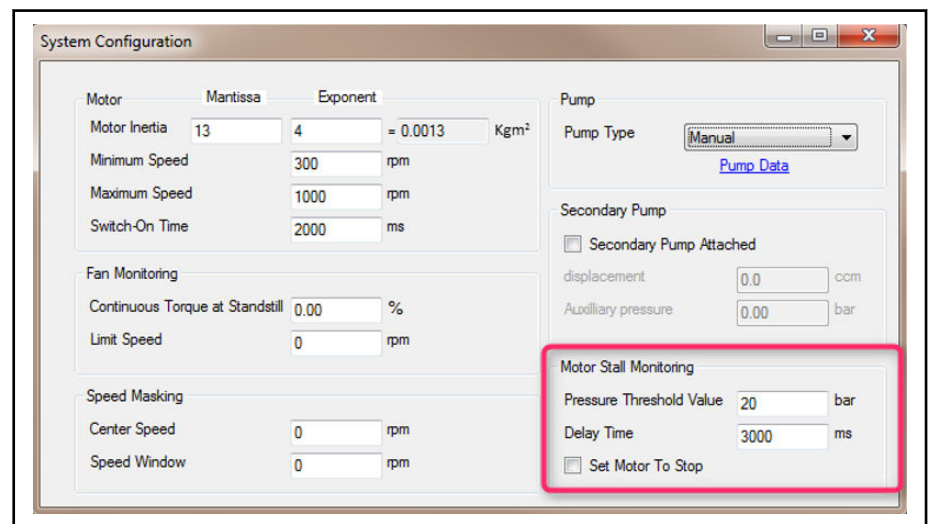 System Configuration
Motor Mantissa Exponent
Motor Inertia 13 4 = 0.0013 Kgm²
Minimum Speed 300 rpm
Maximum Speed 1000 rpm
Switch-On Time 2000 ms
Fan Monitoring
Continuous Torque at Standstill 0.00 %
Limit Speed 0 rpm
Speed Masking
Center Speed 0 rpm
Speed Window 0 rpm
Pump
Pump Type Manual
Pump Data
Secondary Pump
Secondary Pump Attached
displacement 0.0 ccm
Auxilliary pressure 0.00 bar
Motor Stall Monitoring
Pressure Threshold Value 20 bar
Delay Time 3000 ms
Set Motor To Stop